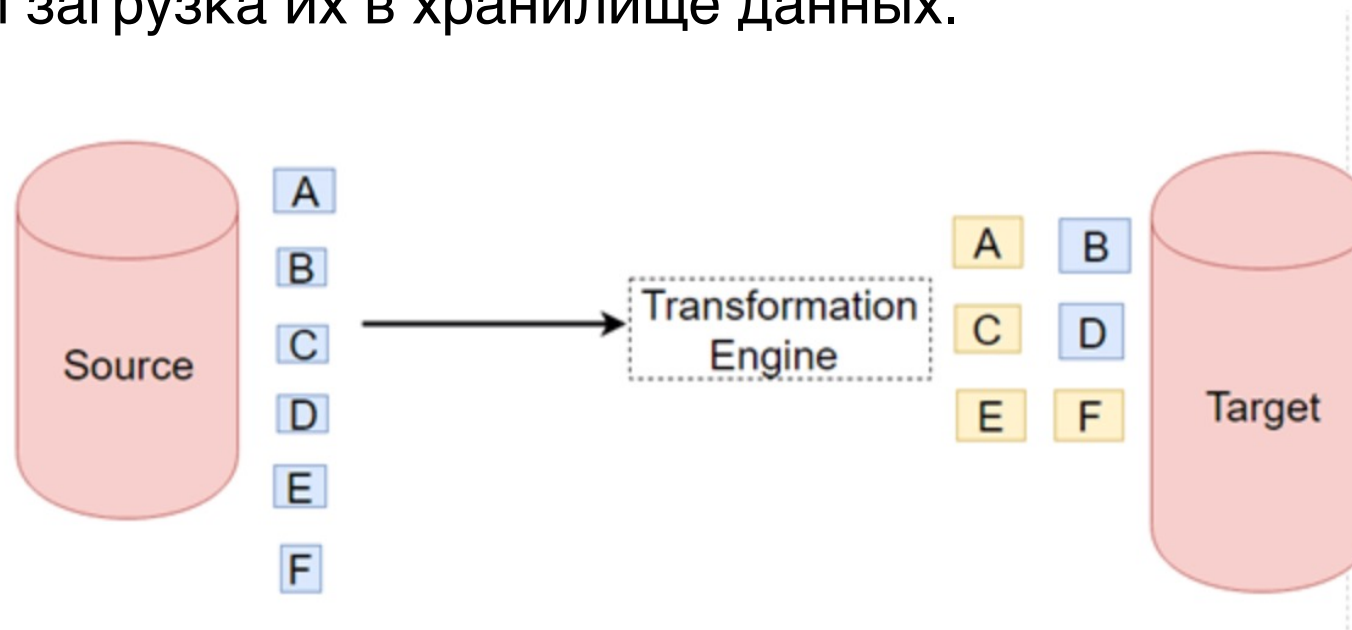 загрузка их в хранилище данных.
A
B
C
D
E
F
Source
Transformation
Engine
A B
C D
E F
Target